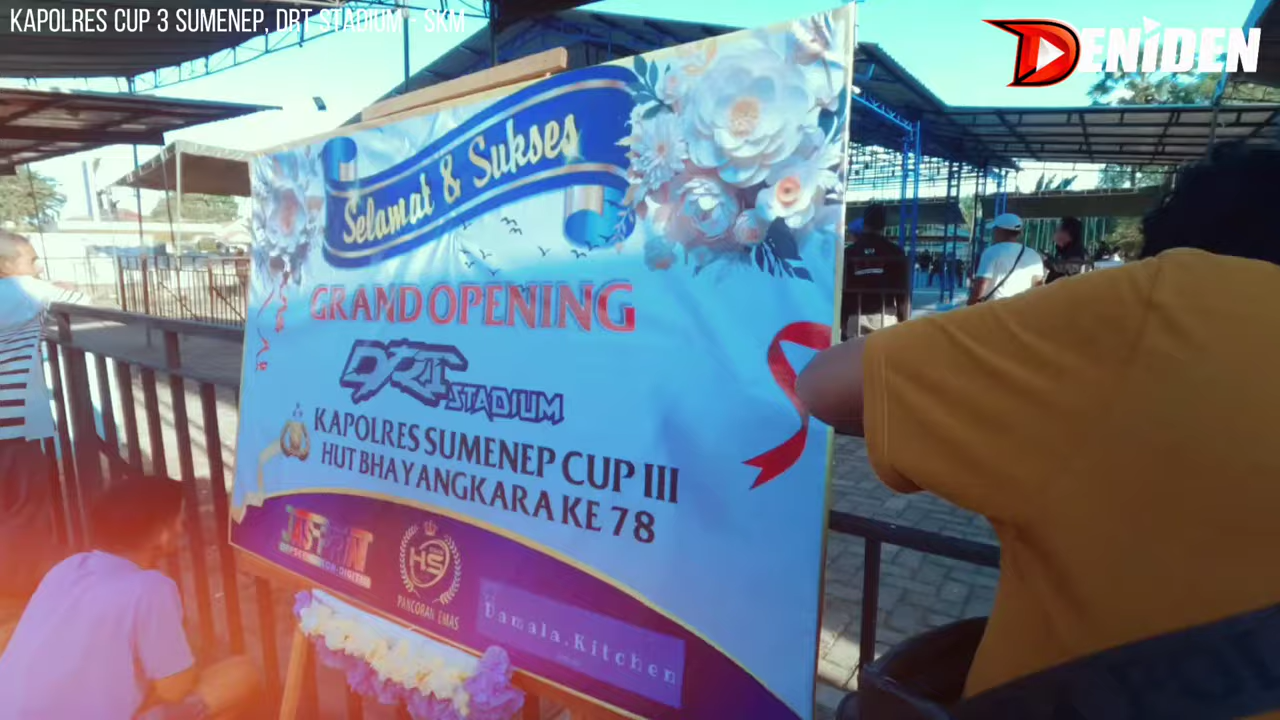 KAPOLRES CUP 3 SUMENEP, DRT STADIUM - SKM
DENIDEN
Selamat & Sukses
GRAND OPENING
DRT STADIUM
KAPOLRES SUMENEP CUP III
HUT BHAYANGKARA KE 78
HS
PANCORAN EMAS
Damala.Kitchen